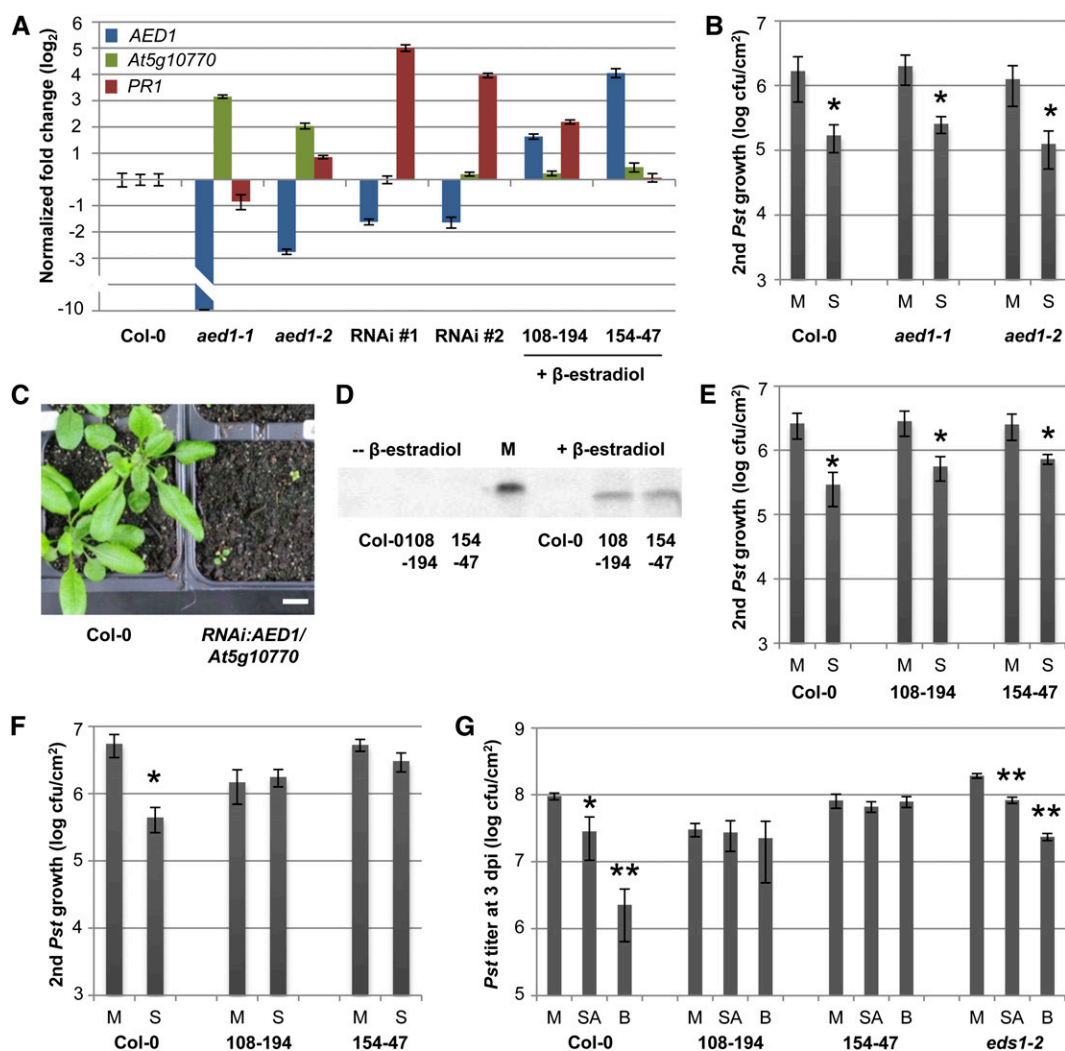 A
Normalized fold change (log2)
6
5
4
2
1
-1
-2
-3
-10
AED1
At5g10770
PR1
Col-0 aed1-1 aed1-2 RNAi #1 RNAi #2 108-194 154-47
+ β-estradiol
B
2nd Pst growth (log cfu/cm2)
7
6
5
4
3
M S M S M S
Col-0 aed1-1 aed1-2
* * *
C
Col-0 RNAi:AED1/
At5g10770
D
-- β-estradiol M + β-estradiol
Col-0 108 154 Col-0 108 154
-194 -47 -194 -47
E
2nd Pst growth (log cfu/cm2)
7
6
5
4
3
* * *
M S M S M S
Col-0 108-194 154-47
F
2nd Pst growth (log cfu/cm2)
7
6
5
4
3
*
M S M S M S
Col-0 108-194 154-47
G
Pst titer at 3 dpi (log cfu/cm2)
9
8
7
6
5
* ** ** **
M SA B M SA B M SA B M SA B
Col-0 108-194 154-47 eds1-2